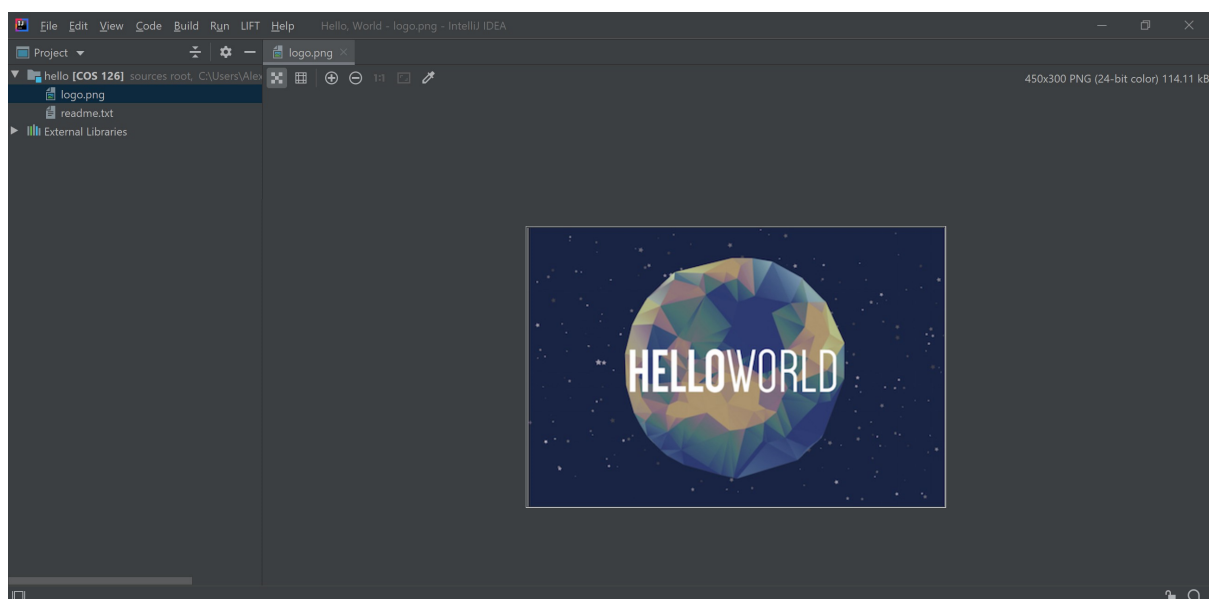 File Edit View Code Build Run LIFT Help Hello, World - logo.png - IntelliJ IDEA
Project logo.png
hello [COS 126] sources root, C:\Users\Alex 1:1 450x300 PNG (24-bit color) 114.11 kB
logo.png
readme.txt
External Libraries
HELLOWORLD